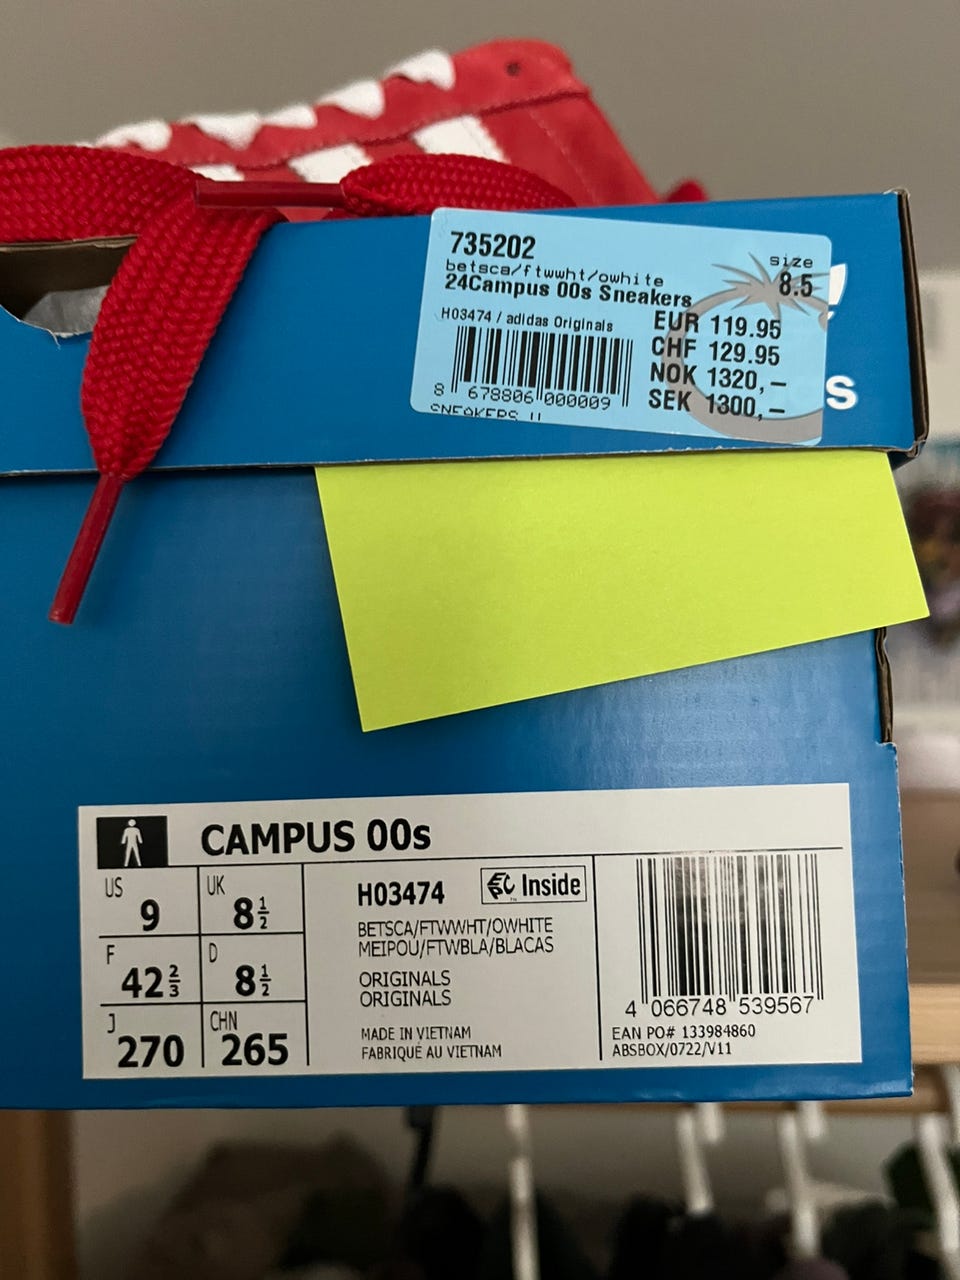 735202
size
betsca/ftwwht/owhite
8.5
24Campus 00s Sneakers
H03474 / adidas Originals
EUR 119.95
CHF 129.95
NOK 1320,–
SEK 1300,–
8 678806 000009
SNEAKERS U
s
CAMPUS 00s
US 9
UK 8 1/2
F 42 2/3
D 8 1/2
J 270
CHN 265
H03474
Inside
BETSCA/FTWWHT/OWHITE
MEIPOU/FTWBLA/BLACAS
ORIGINALS
ORIGINALS
MADE IN VIETNAM
FABRIQUÉ AU VIETNAM
4 066748 539567
EAN PO# 133984860
ABSBOX/0722/V11